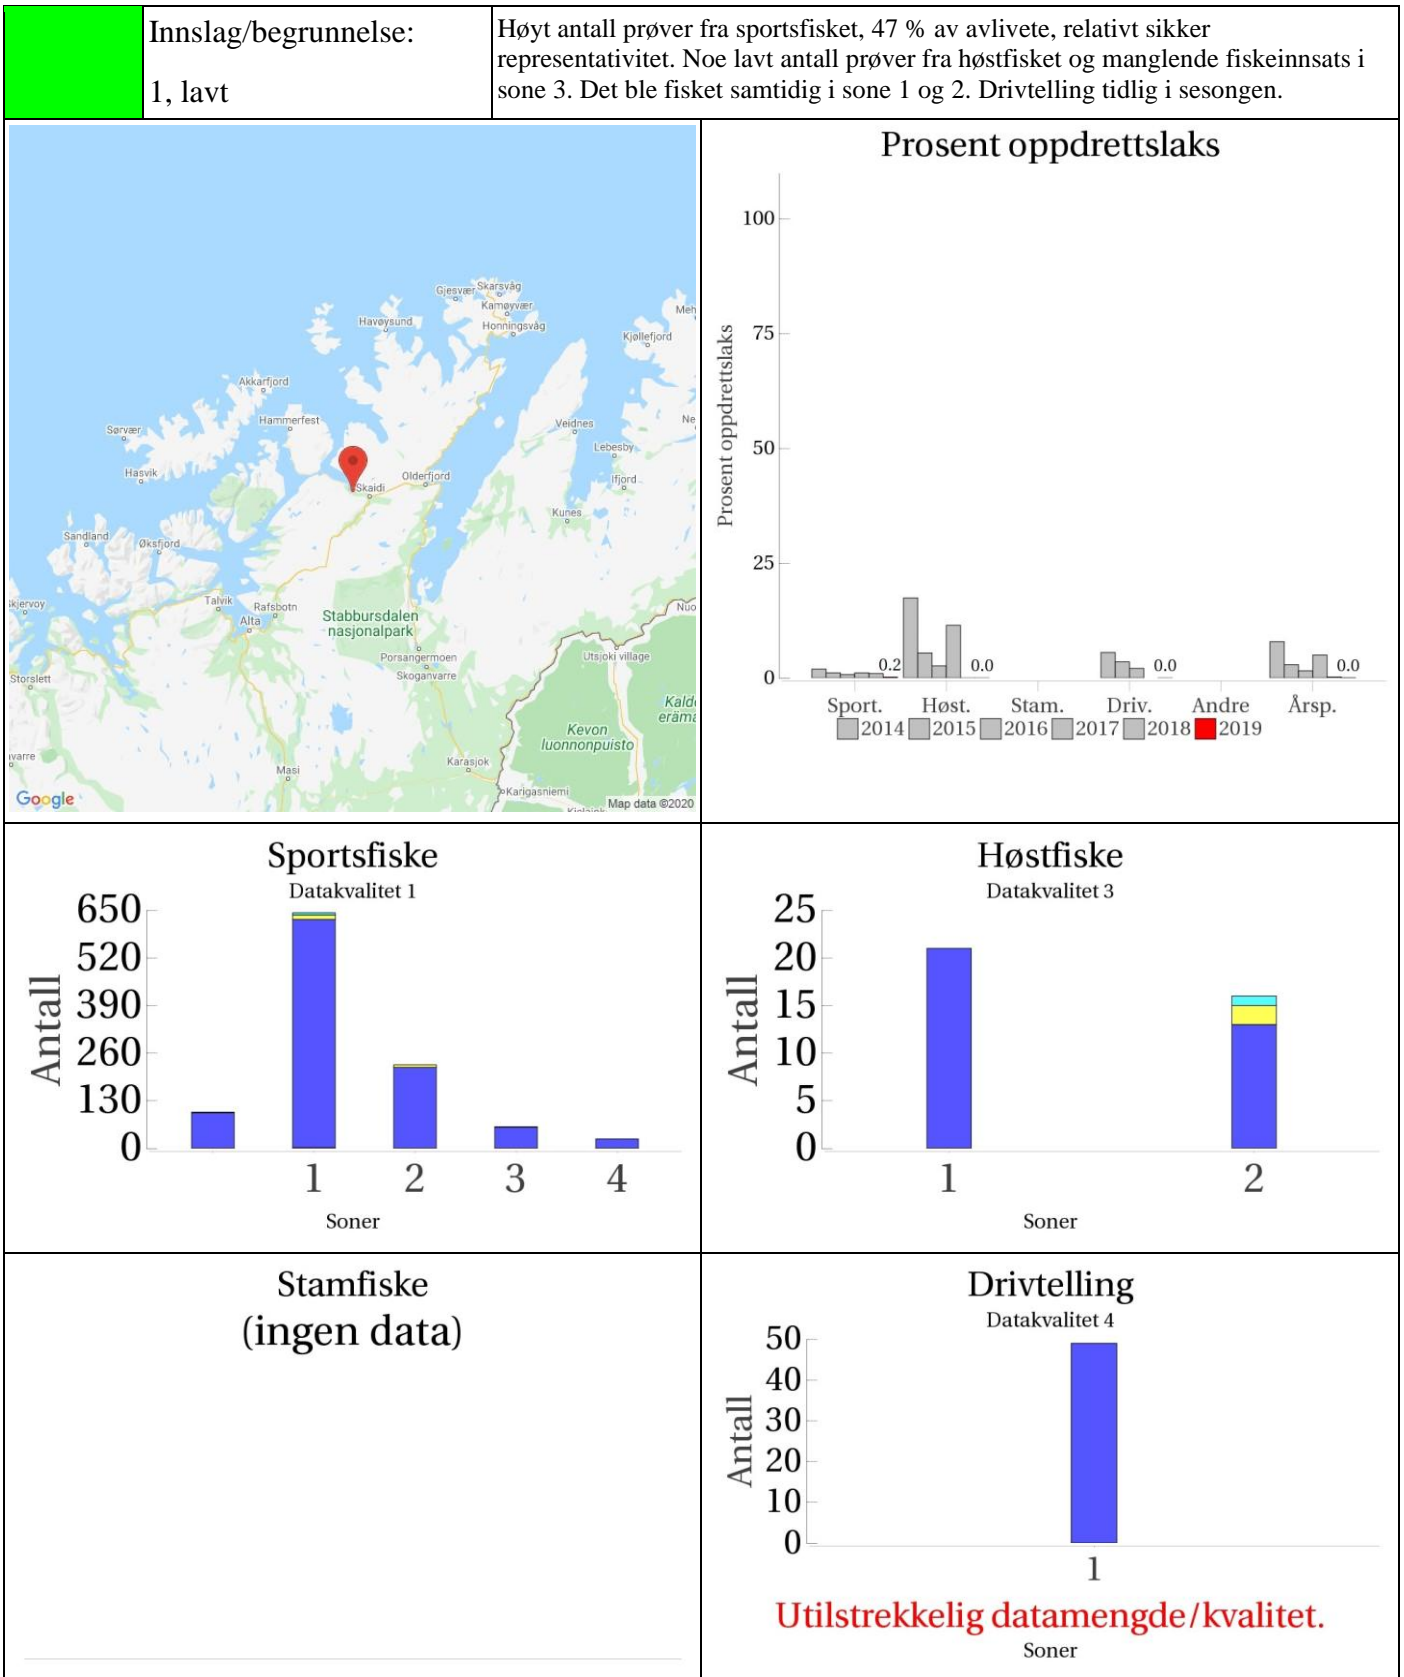 Innslag/begrunnelse:
1, lavt
Høyt antall prøver fra sportsfisket, 47 % av avlivete, relativt sikker
representativitet. Noe lavt antall prøver fra høstfisket og manglende fiskeinnsats i
sone 3. Det ble fisket samtidig i sone 1 og 2. Drivtelling tidlig i sesongen.
Gjesvær
Skarsvåg
Kamøyvær
Honningsvåg
Meh
Havøysund
Kjøllefjord
Akkarfjord
Hammerfest
Sørvær
Veidnes
Ne
Lebesby
Hasvik
Olderfjord
Ifjord
Skaidi
Kunes
Sandland
Øksfjord
Talvik
Rafsbotn
Alta
Nuo
kjervoy
Stabbursdalen
nasjonalpark
Porsangermoen
Skoganvarre
Utsjoki village
Storslett
Kald
eräma
Kevon
luonnonpuisto
varre
Masi
Karasjok
Karigasniemi
Google
Map data ©2020
Prosent oppdrettslaks
Prosent oppdrettslaks
100
75
50
25
0
0.2
0.0
0.0
0.0
Sport. Høst. Stam. Driv. Andre Årsp.
2014 2015 2016 2017 2018 2019
Sportsfiske
Datakvalitet 1
Antall
650
520
390
260
130
0
1 2 3 4
Soner
Høstfiske
Datakvalitet 3
Antall
25
20
15
10
5
0
1 2
Soner
Stamfiske
(ingen data)
Drivtelling
Datakvalitet 4
Antall
50
40
30
20
10
0
1
Utilstrekkelig datamengde/kvalitet.
Soner